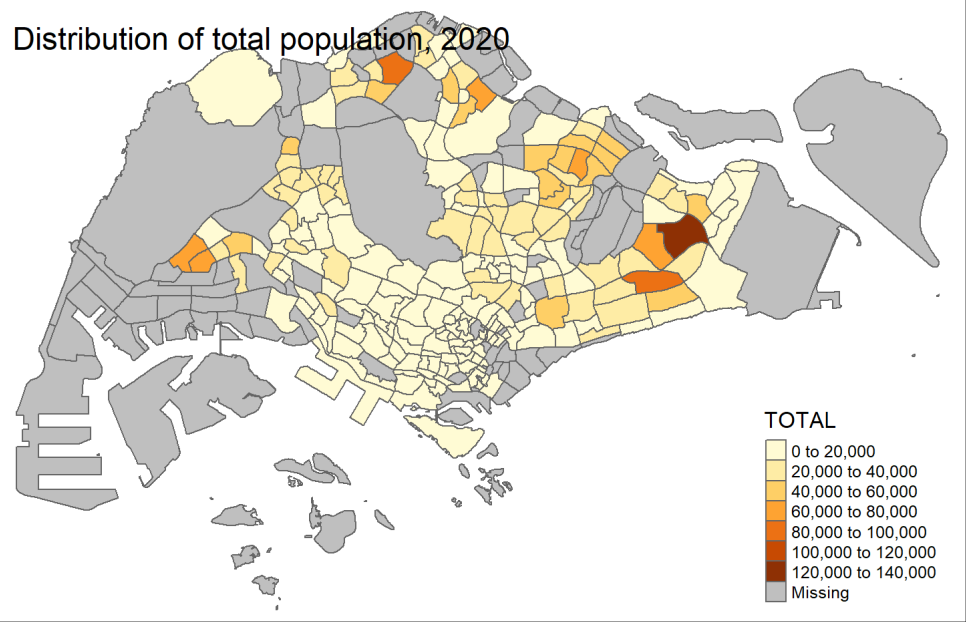 Distribution of total population, 2020
TOTAL
0 to 20,000
20,000 to 40,000
40,000 to 60,000
60,000 to 80,000
80,000 to 100,000
100,000 to 120,000
120,000 to 140,000
Missing